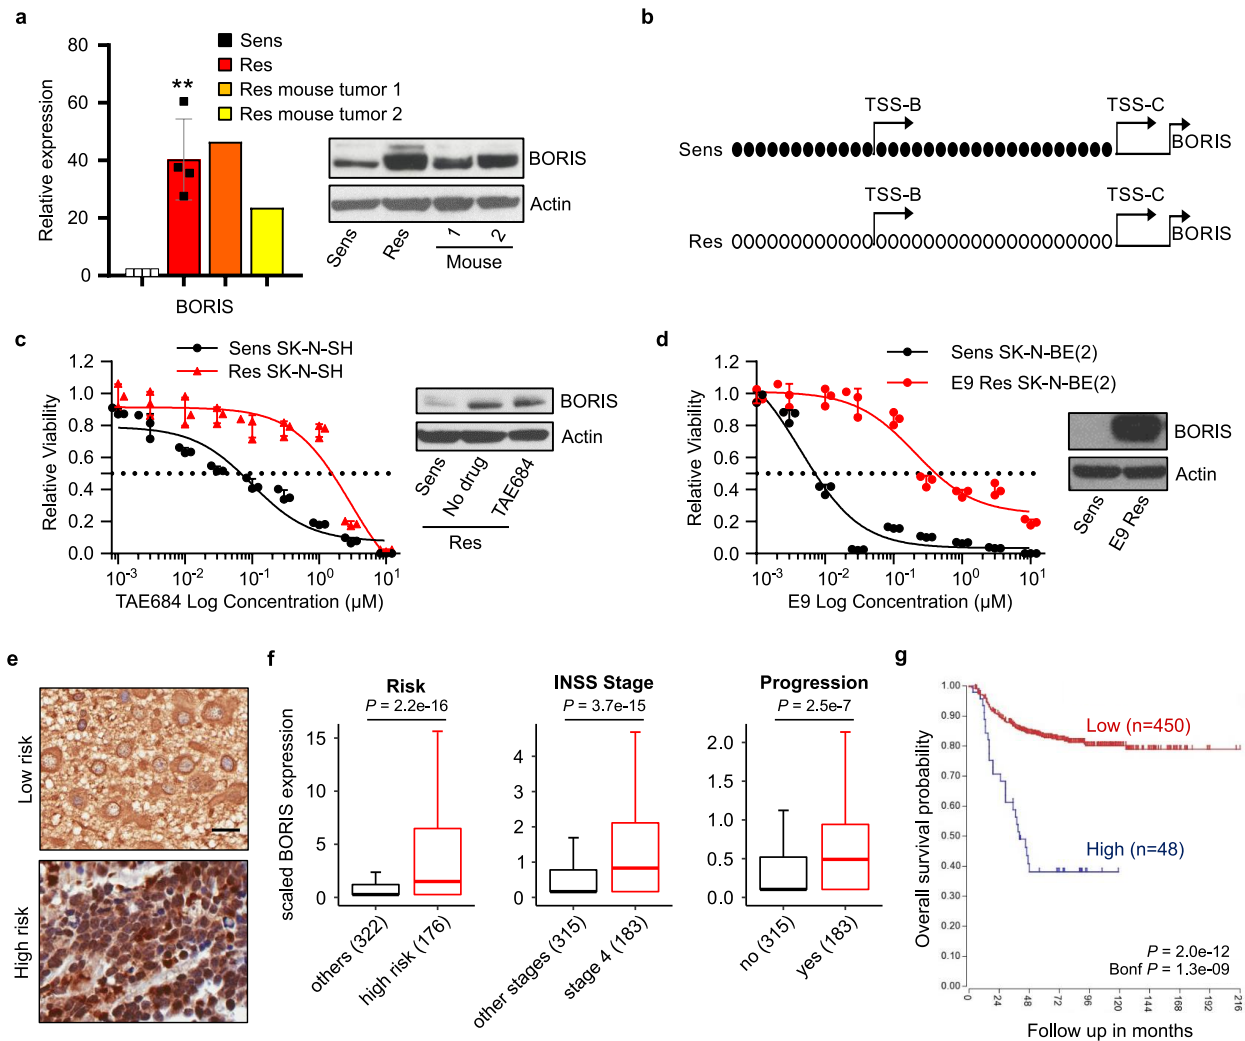 a
80
60
40
20
0
Relative expression
**
Sens
Res
Res mouse tumor 1
Res mouse tumor 2
BORIS
BORIS
Actin
Sens
Res
1
2
Mouse
b
TSS-B
TSS-C
Sens
BORIS
TSS-B
TSS-C
Res
BORIS
c
Sens SK-N-SH
Res SK-N-SH
1.2
1.0
0.8
0.6
0.4
0.2
0.0
Relative Viability
10-3
10-2
10-1
100
101
TAE684 Log Concentration (μM)
BORIS
Actin
Sens
No drug
TAE684
Res
d
Sens SK-N-BE(2)
E9 Res SK-N-BE(2)
1.2
1.0
0.8
0.6
0.4
0.2
0.0
Relative Viability
10-3
10-2
10-1
100
101
E9 Log Concentration (μM)
BORIS
Actin
Sens
E9 Res
e
Low risk
High risk
f
scaled BORIS expression
Risk
P = 2.2e-16
15
10
5
0
others (322)
high risk (176)
INSS Stage
P = 3.7e-15
4
3
2
1
0
other stages (315)
stage 4 (183)
Progression
P = 2.5e-7
2.0
1.5
1.0
0.5
0.0
no (315)
yes (183)
g
Overall survival probability
1.00
0.90
0.80
0.70
0.60
0.50
0.40
0.30
0.20
0.10
0.00
Low (n=450)
High (n=48)
P = 2.0e-12
Bonf P = 1.3e-09
0
24
48
72
96
120
144
168
192
216
Follow up in months